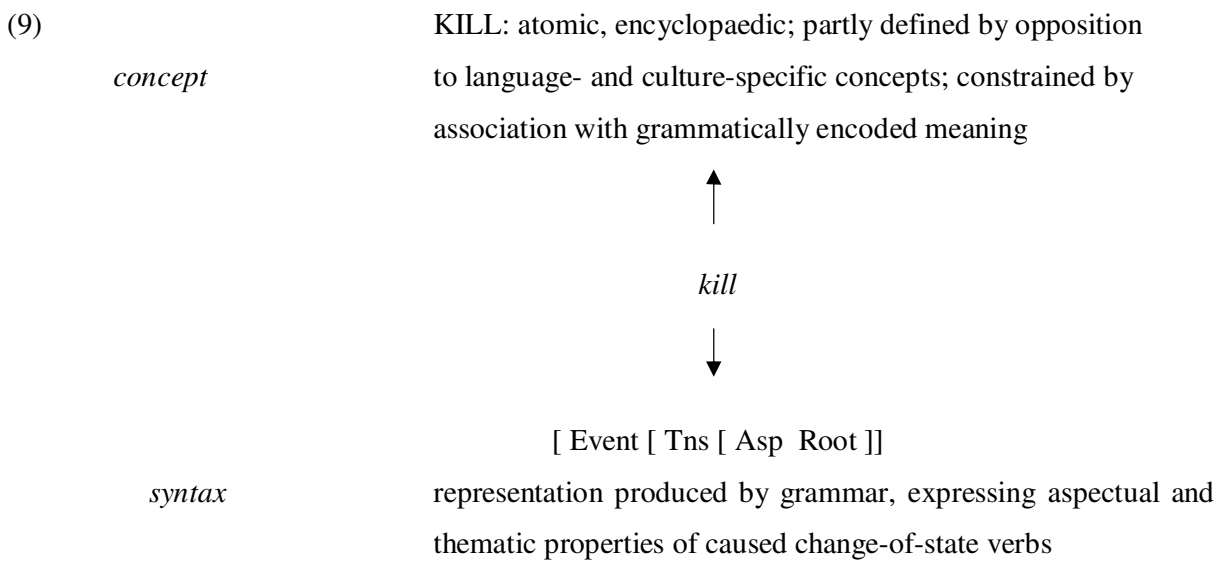 (9) KILL: atomic, encyclopaedic; partly defined by opposition
concept to language- and culture-specific concepts; constrained by
association with grammatically encoded meaning
kill
[ Event [ Tns [ Asp Root ]]
syntax representation produced by grammar, expressing aspectual and
thematic properties of caused change-of-state verbs